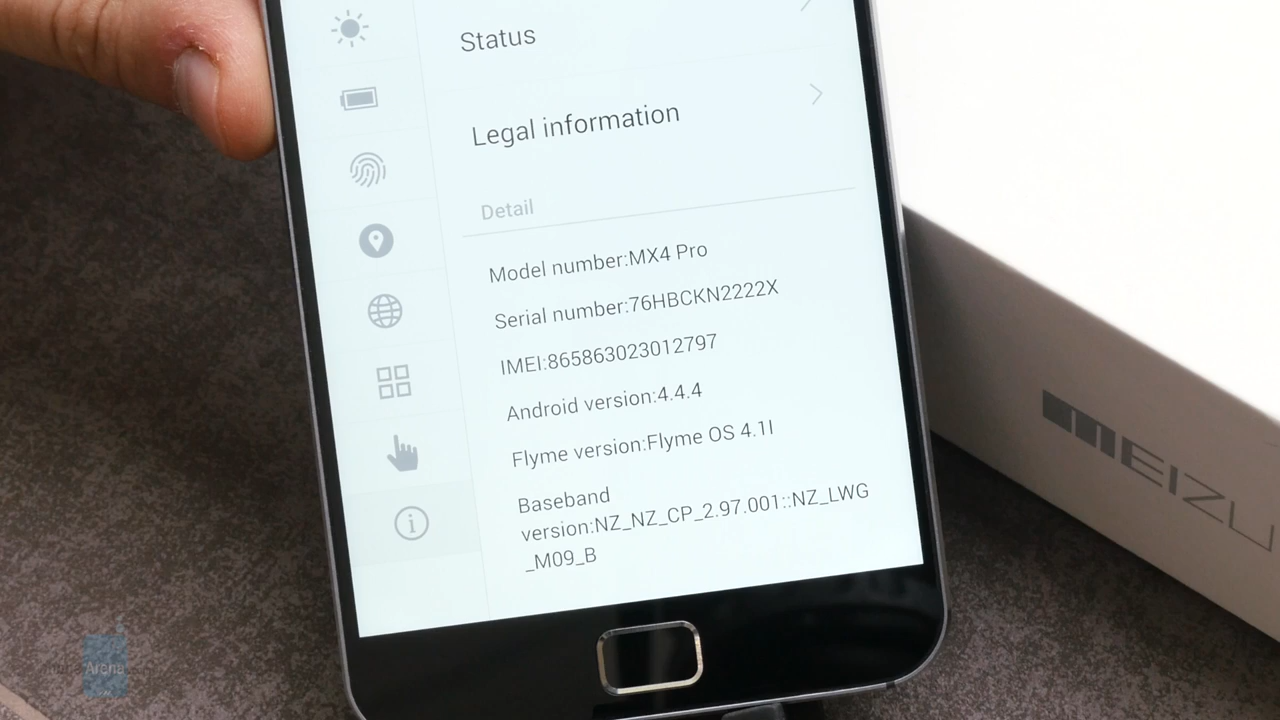 Status
Legal information
Detail
Model number:MX4 Pro
Serial number:76HBCKN2222X
IMEI:865863023012797
Android version:4.4.4
Flyme version:Flyme OS 4.1I
Baseband
version:NZ_NZ_CP_2.97.001::NZ_LWG
_M09_B
MEIZU
Arena